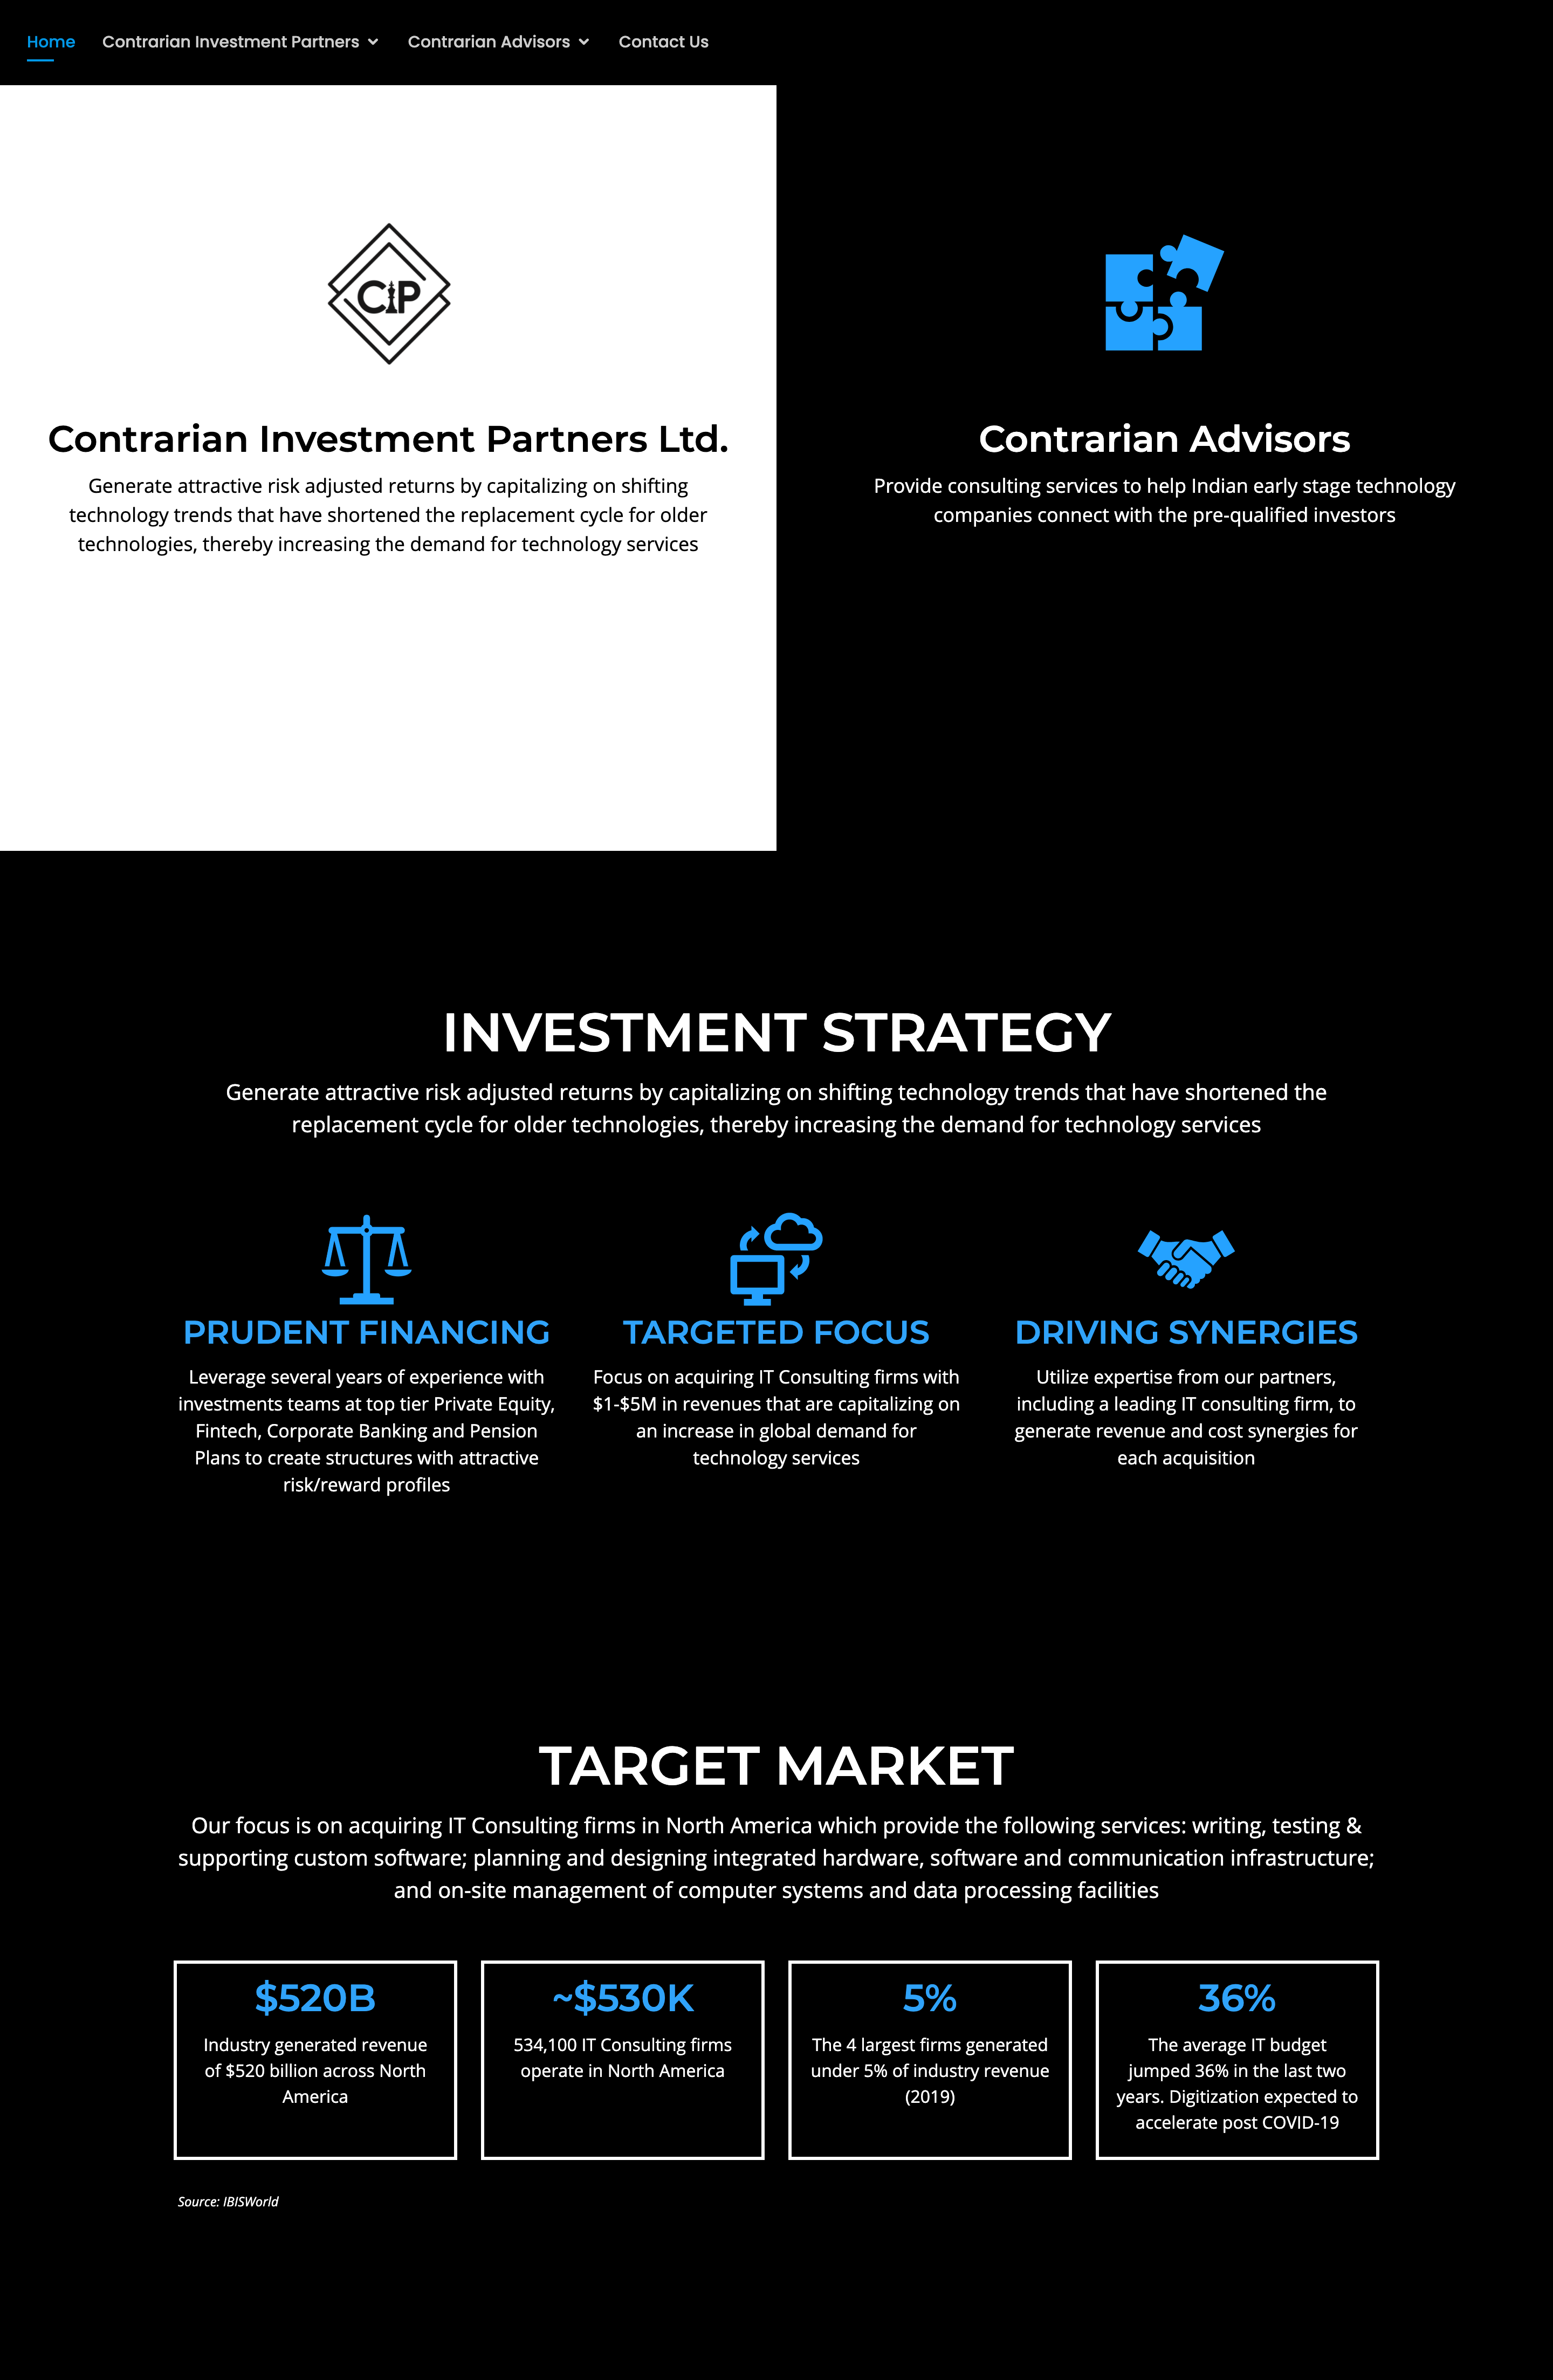 Home
Contrarian Investment Partners
Contrarian Advisors
Contact Us
CIP
Contrarian Investment Partners Ltd.
Generate attractive risk adjusted returns by capitalizing on shifting
technology trends that have shortened the replacement cycle for older
technologies, thereby increasing the demand for technology services
Contrarian Advisors
Provide consulting services to help Indian early stage technology
companies connect with the pre-qualified investors
INVESTMENT STRATEGY
Generate attractive risk adjusted returns by capitalizing on shifting technology trends that have shortened the
replacement cycle for older technologies, thereby increasing the demand for technology services
PRUDENT FINANCING
Leverage several years of experience with
investments teams at top tier Private Equity,
Fintech, Corporate Banking and Pension
Plans to create structures with attractive
risk/reward profiles
TARGETED FOCUS
Focus on acquiring IT Consulting firms with
$1-$5M in revenues that are capitalizing on
an increase in global demand for
technology services
DRIVING SYNERGIES
Utilize expertise from our partners,
including a leading IT consulting firm, to
generate revenue and cost synergies for
each acquisition
TARGET MARKET
Our focus is on acquiring IT Consulting firms in North America which provide the following services: writing, testing &
supporting custom software; planning and designing integrated hardware, software and communication infrastructure;
and on-site management of computer systems and data processing facilities
$520B
Industry generated revenue
of $520 billion across North
America
~$530K
534,100 IT Consulting firms
operate in North America
5%
The 4 largest firms generated
under 5% of industry revenue
(2019)
36%
The average IT budget
jumped 36% in the last two
years. Digitization expected to
accelerate post COVID-19
Source: IBISWorld